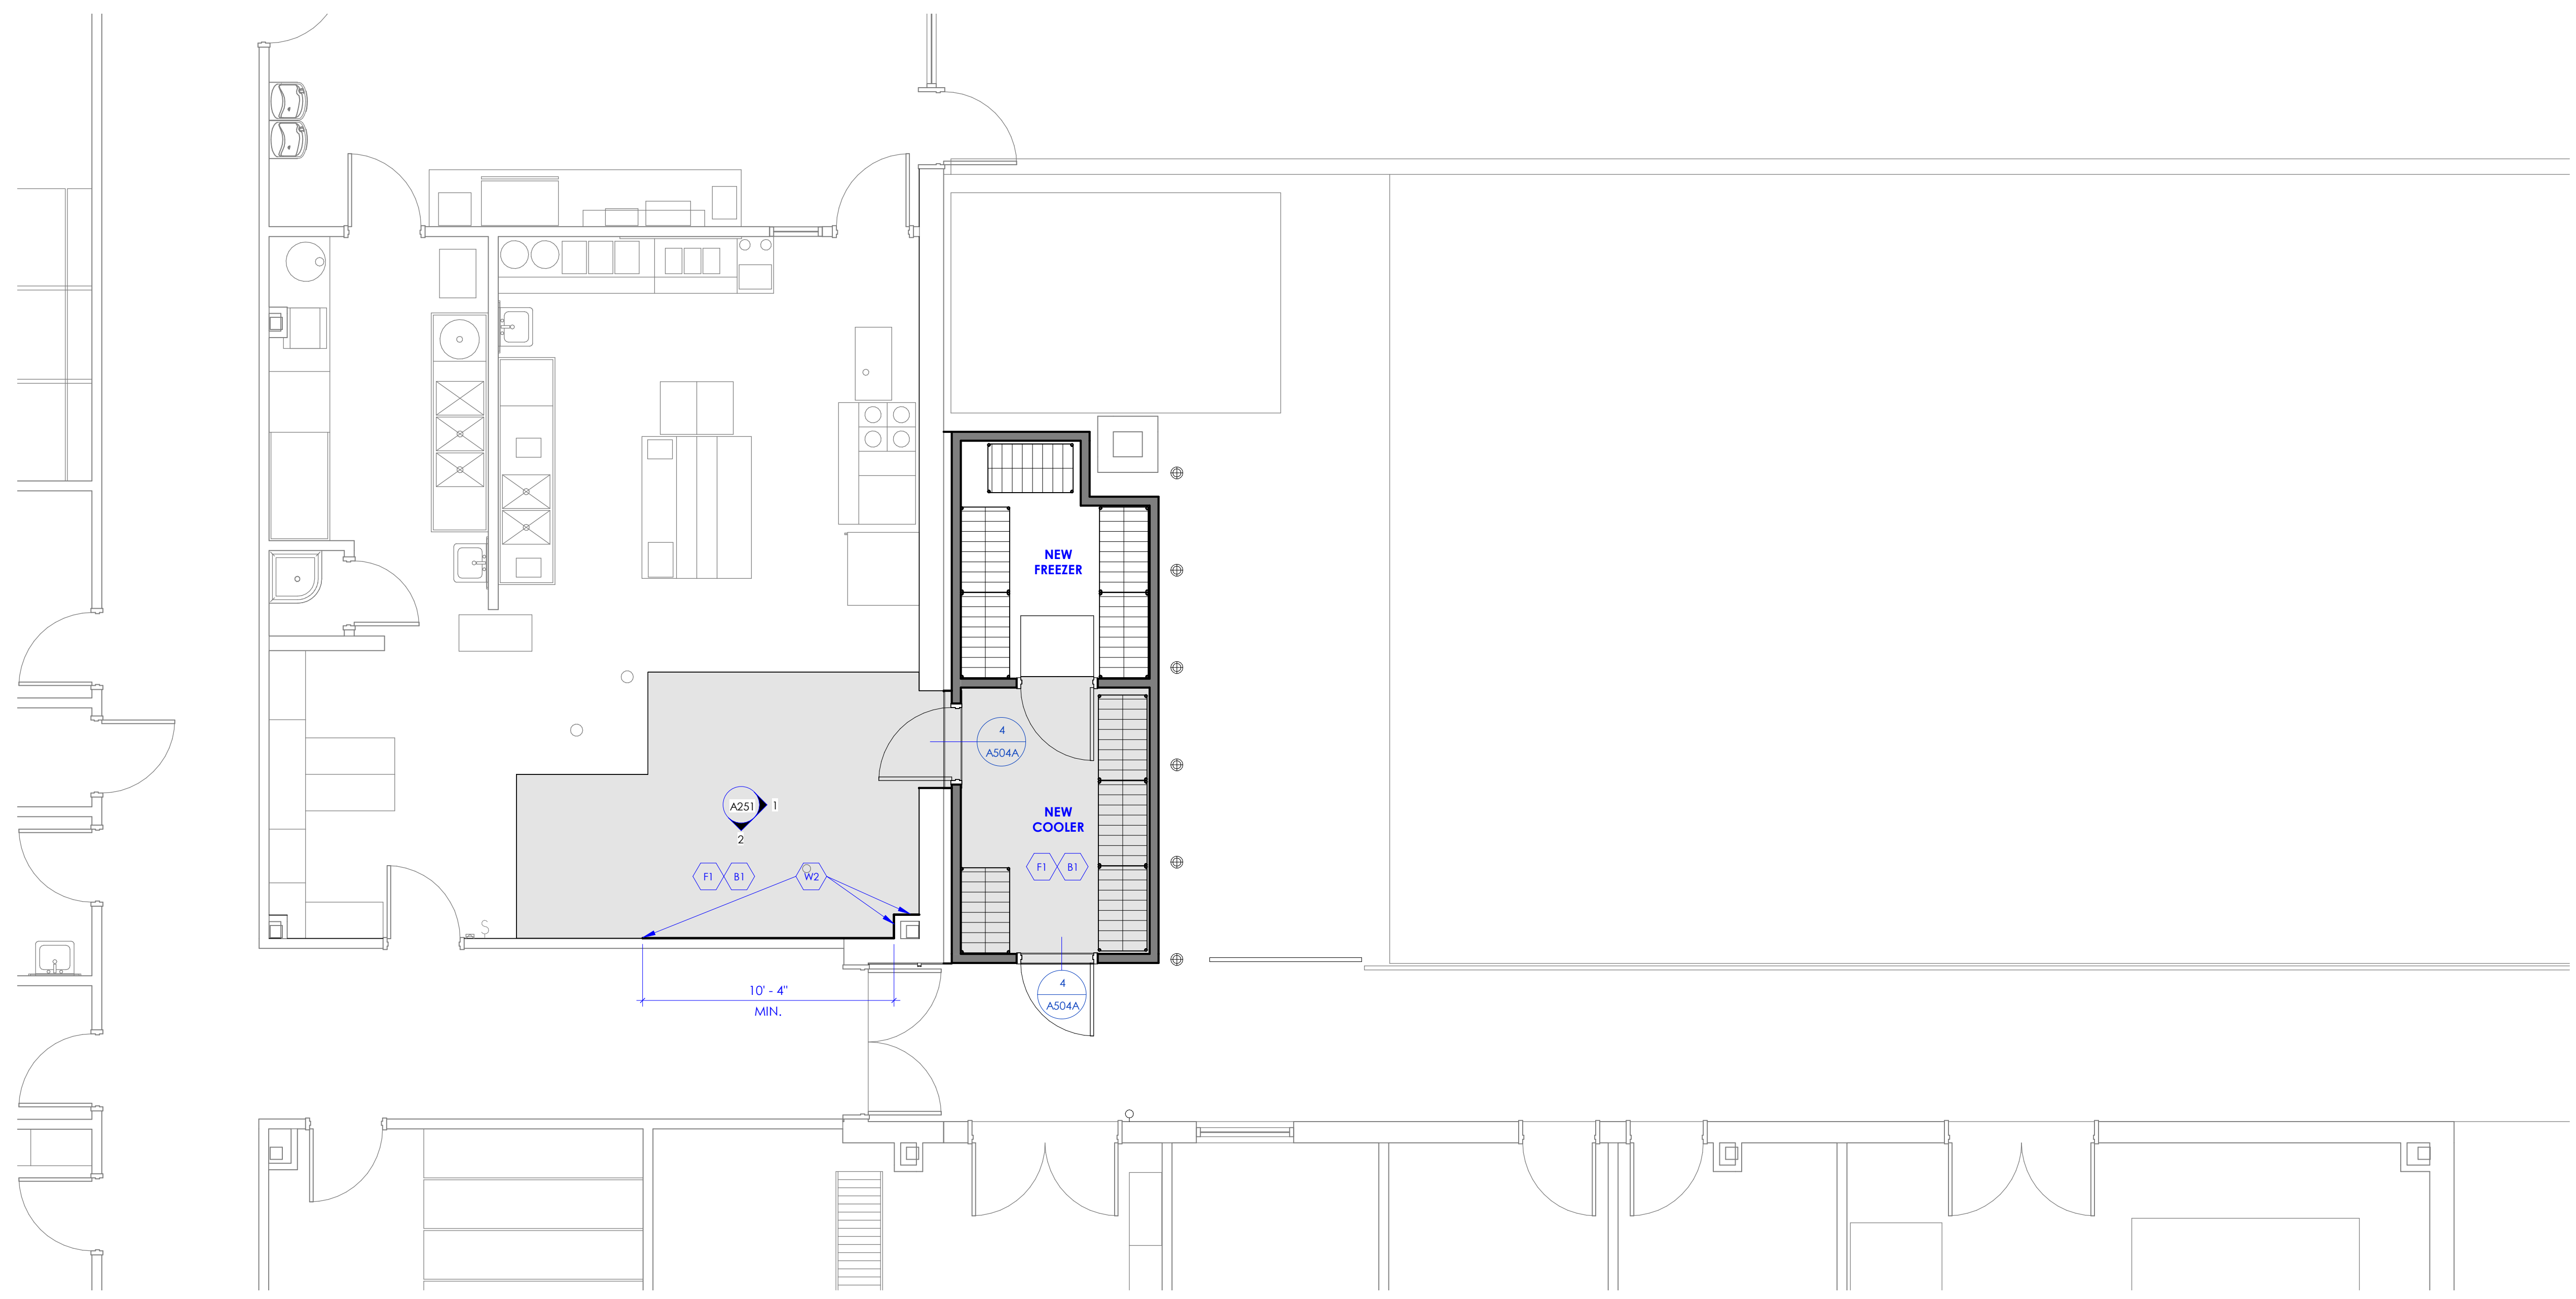 NEW
FREEZER
4
A504A
A251
1
2
NEW
COOLER
F1
B1
W2
F1
B1
S
10' - 4"
MIN.
4
A504A